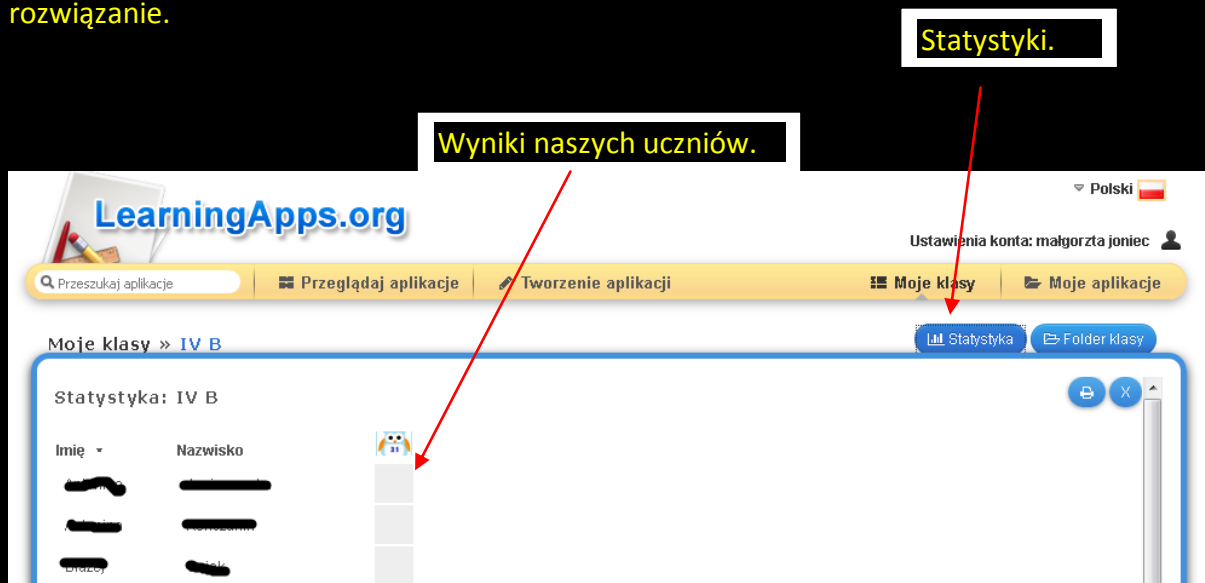 rozwiązanie.
Statystyki.
Wyniki naszych uczniów.
LearningApps.org
Polski
Ustawienia konta: małgorzta joniec
Przeszukaj aplikacje
Przeglądaj aplikacje
Tworzenie aplikacji
Moje klasy
Moje aplikacje
Moje klasy » IV B
Statystyka
Folder klasy
Statystyka: IV B
X
Imię
Nazwisko
21